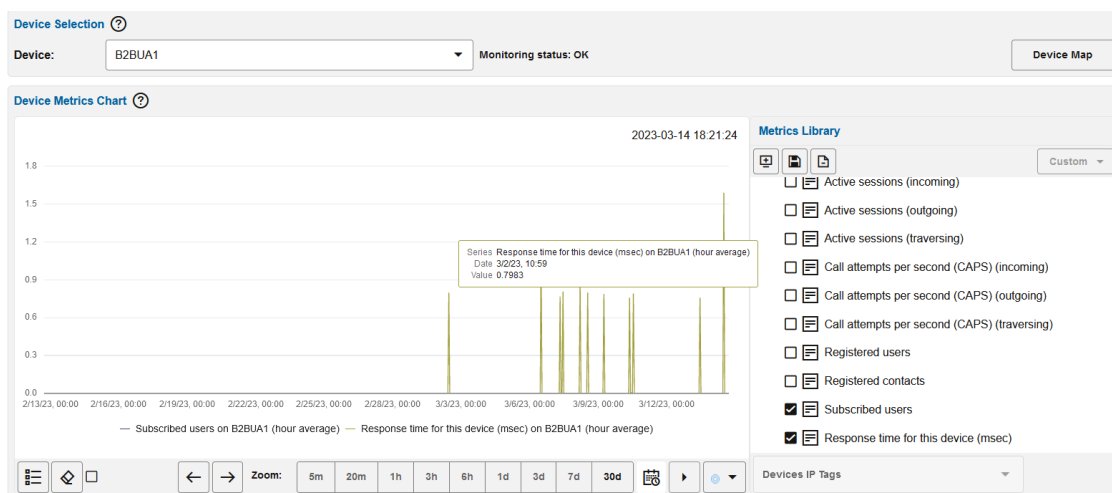 Device Selection ?
Device: B2BUA1 Monitoring status: OK Device Map
Device Metrics Chart ?
2023-03-14 18:21:24
1.8
1.5
1.2
0.9
0.6
0.3
0.0
Series Response time for this device (msec) on B2BUA1 (hour average)
Date 3/2/23, 10:59
Value 0.7983
2/13/23, 00:00 2/16/23, 00:00 2/19/23, 00:00 2/22/23, 00:00 2/25/23, 00:00 2/28/23, 00:00 3/3/23, 00:00 3/6/23, 00:00 3/9/23, 00:00 3/12/23, 00:00
Subscribed users on B2BUA1 (hour average) Response time for this device (msec) on B2BUA1 (hour average)
Zoom: 5m 20m 1h 3h 6h 1d 3d 7d 30d
Metrics Library
Custom
Active sessions (incoming)
Active sessions (outgoing)
Active sessions (traversing)
Call attempts per second (CAPS) (incoming)
Call attempts per second (CAPS) (outgoing)
Call attempts per second (CAPS) (traversing)
Registered users
Registered contacts
Subscribed users
Response time for this device (msec)
Devices IP Tags